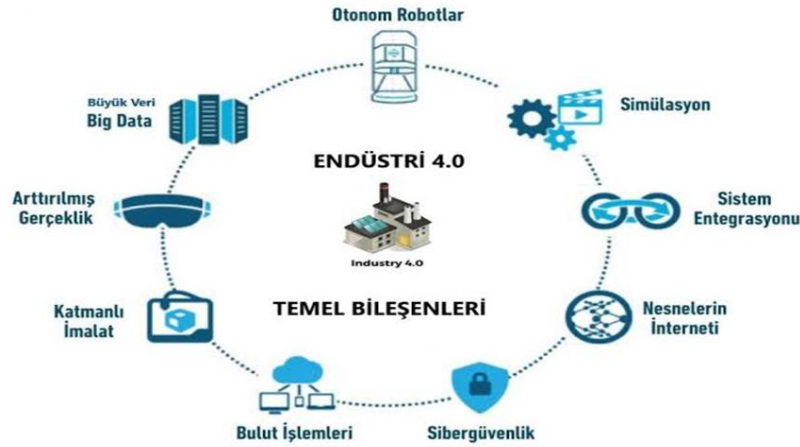 Otonom Robotlar
Büyük Veri
Big Data
Simülasyon
ENDÜSTRİ 4.0
Arttırılmış
Gerçeklik
Sistem
Entegrasyonu
Industry 4.0
TEMEL BİLEŞENLERİ
Katmanlı
İmalat
Nesnelerin
İnterneti
Bulut İşlemleri
Sibergüvenlik